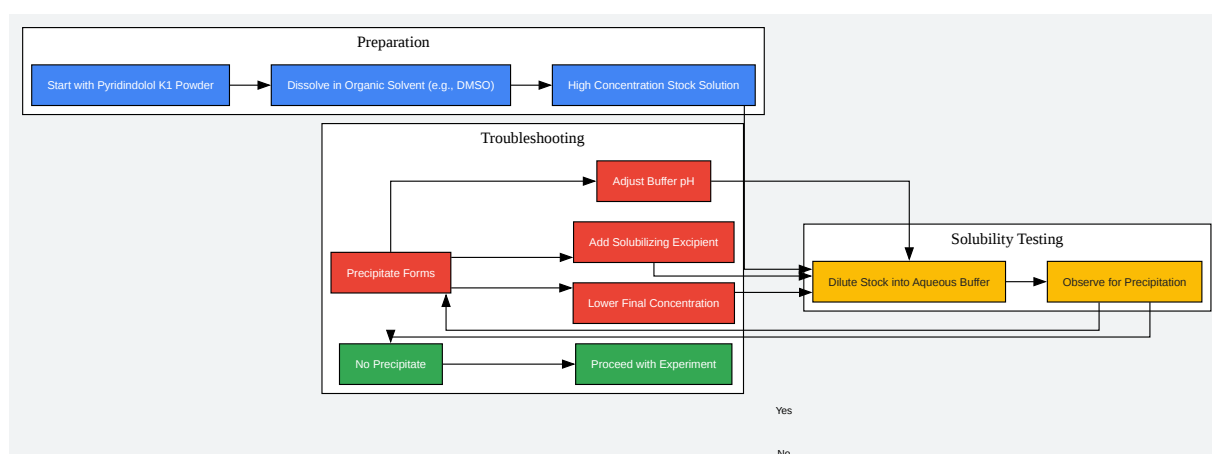 Preparation
Start with Pyridindolol K1 Powder
Dissolve in Organic Solvent (e.g., DMSO)
High Concentration Stock Solution
Troubleshooting
Adjust Buffer pH
Add Solubilizing Excipient
Precipitate Forms
Lower Final Concentration
No Precipitate
Proceed with Experiment
Solubility Testing
Dilute Stock into Aqueous Buffer
Observe for Precipitation
Yes
No